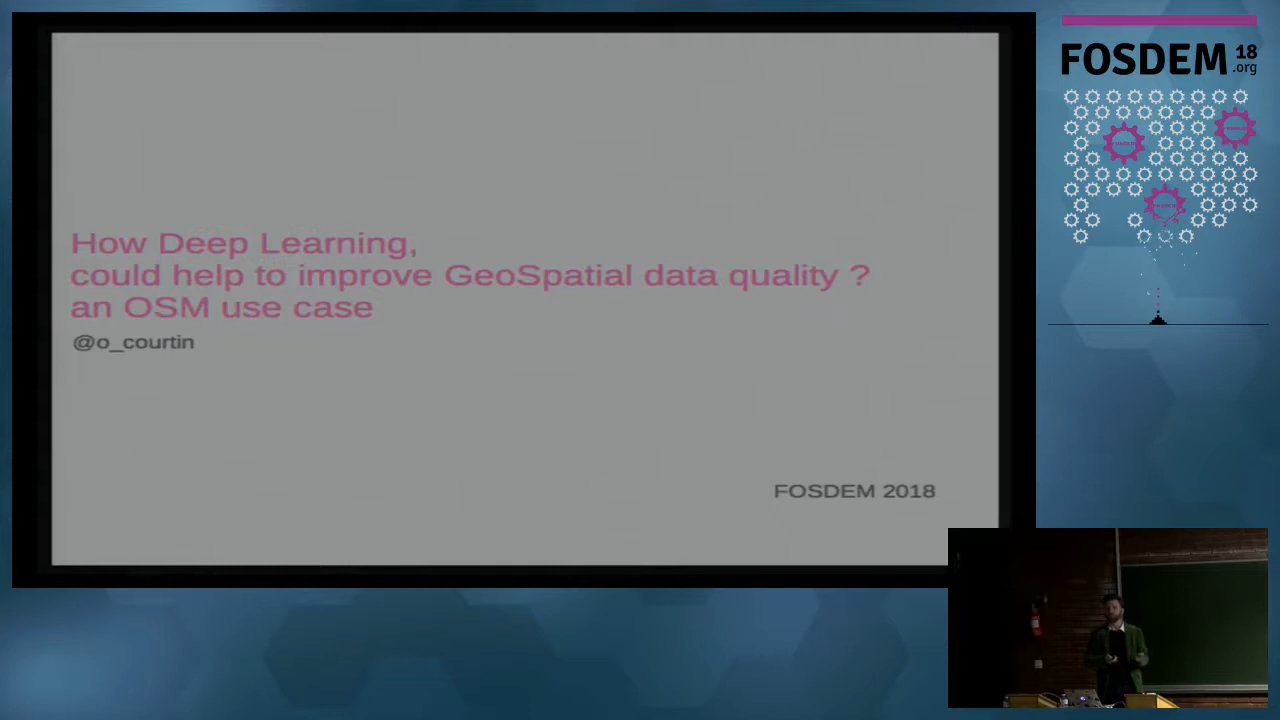 How Deep Learning,
could help to improve GeoSpatial data quality ?
an OSM use case
@o_courtin
FOSDEM 2018
FOSDEM 18
.org